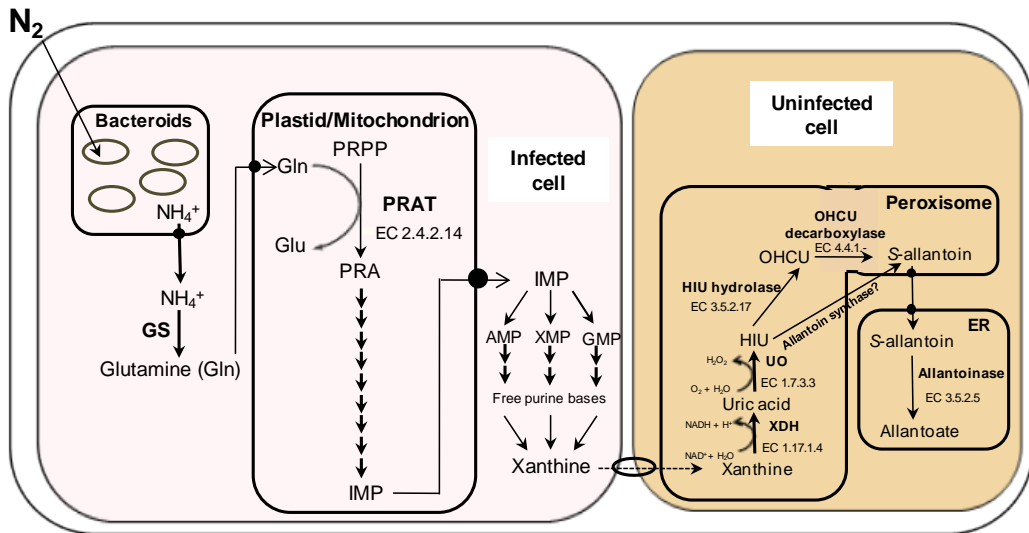 N₂
Bacteroids
NH₄⁺
NH₄⁺
GS
Glutamine (Gln)
Plastid/Mitochondrion
PRPP
Gln
PRAT
EC 2.4.2.14
Glu
PRA
IMP
Infected
cell
IMP
AMP XMP GMP
Free purine bases
Xanthine
Uninfected
cell
Peroxisome
OHCU
decarboxylase
EC 4.4.1.-
OHCU
S-allantoin
HIU hydrolase
EC 3.5.2.17
Allantoin synthase?
HIU
H₂O₂
UO
O₂ + H₂O
EC 1.7.3.3
Uric acid
NADH + H⁺
XDH
EC 1.17.1.4
NAD⁺ + H₂O
Xanthine
ER
S-allantoin
Allantoinase
EC 3.5.2.5
Allantoate